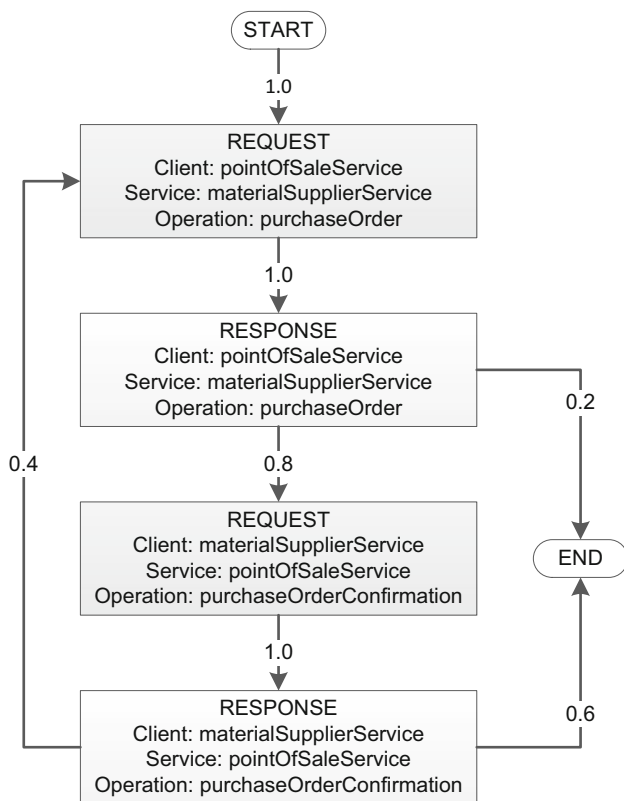 START
1.0
REQUEST
Client: pointOfSaleService
Service: materialSupplierService
Operation: purchaseOrder
1.0
RESPONSE
Client: pointOfSaleService
Service: materialSupplierService
Operation: purchaseOrder
0.2
0.4
0.8
REQUEST
Client: materialSupplierService
Service: pointOfSaleService
Operation: purchaseOrderConfirmation
END
1.0
RESPONSE
Client: materialSupplierService
Service: pointOfSaleService
Operation: purchaseOrderConfirmation
0.6